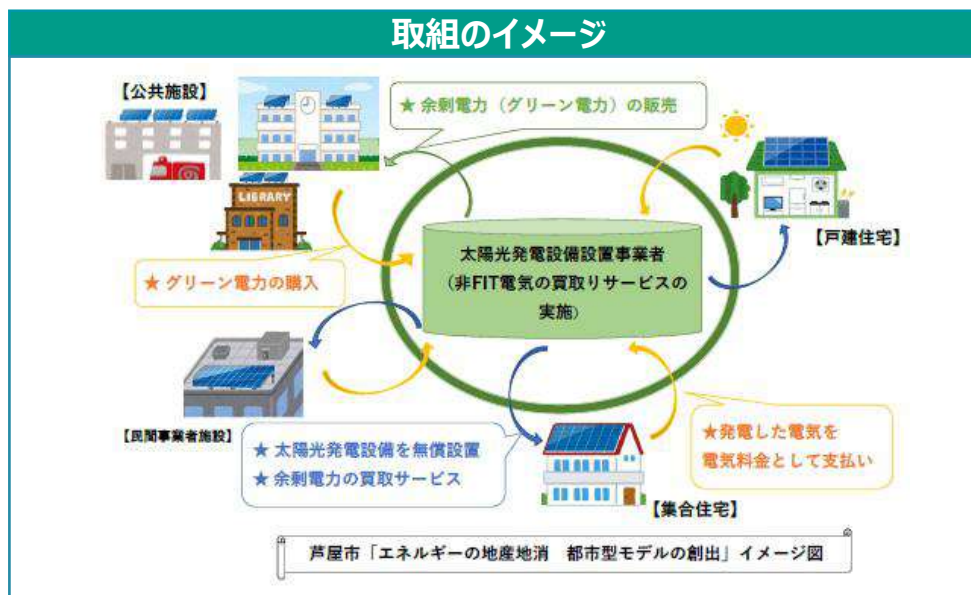 取組のイメージ
【公共施設】
★ 余剰電力（グリーン電力）の販売
LIBRARY
【戸建住宅】
太陽光発電設備設置事業者
（非FIT電気の買取りサービスの
実施）
★ グリーン電力の購入
【民間事業者施設】
★ 太陽光発電設備を無償設置
★ 余剰電力の買取サービス
★発電した電気を
電気料金として支払い
【集合住宅】
芦屋市「エネルギーの地産地消　都市型モデルの創出」イメージ図